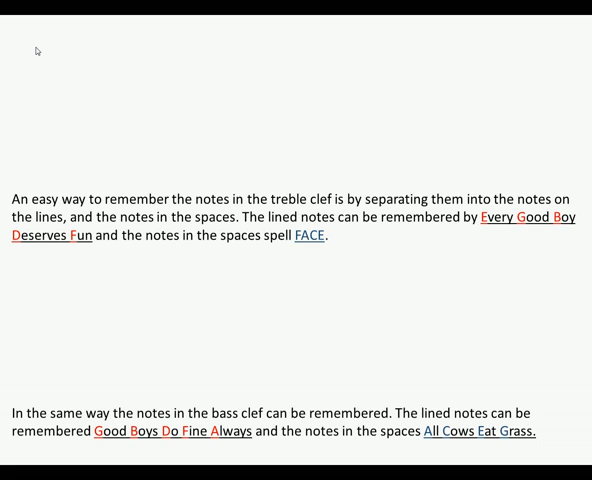 An easy way to remember the notes in the treble clef is by separating them into the notes on
the lines, and the notes in the spaces. The lined notes can be remembered by Every Good Boy
Deserves Fun and the notes in the spaces spell FACE.
In the same way the notes in the bass clef can be remembered. The lined notes can be
remembered Good Boys Do Fine Always and the notes in the spaces All Cows Eat Grass.